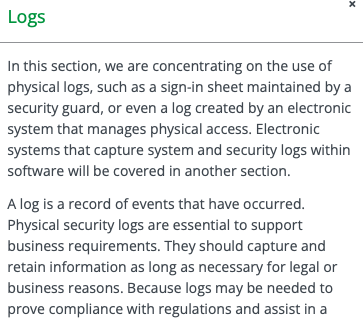 Logs
In this section, we are concentrating on the use of
physical logs, such as a sign-in sheet maintained by a
security guard, or even a log created by an electronic
system that manages physical access. Electronic
systems that capture system and security logs within
software will be covered in another section.
A log is a record of events that have occurred.
Physical security logs are essential to support
business requirements. They should capture and
retain information as long as necessary for legal or
business reasons. Because logs may be needed to
prove compliance with regulations and assist in a